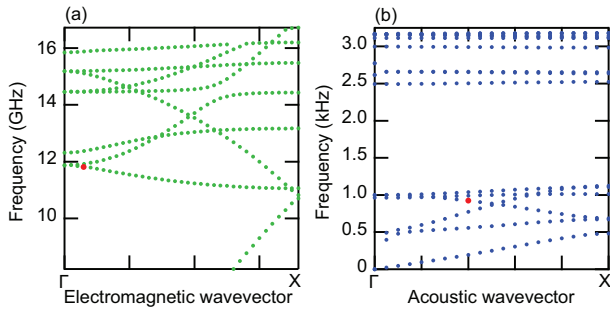 (a)
16
14
12
10
Frequency (GHz)
Γ
X
Electromagnetic wavevector
(b)
3.0
2.5
2.0
1.5
1.0
0.5
0
Frequency (kHz)
Γ
X
Acoustic wavevector